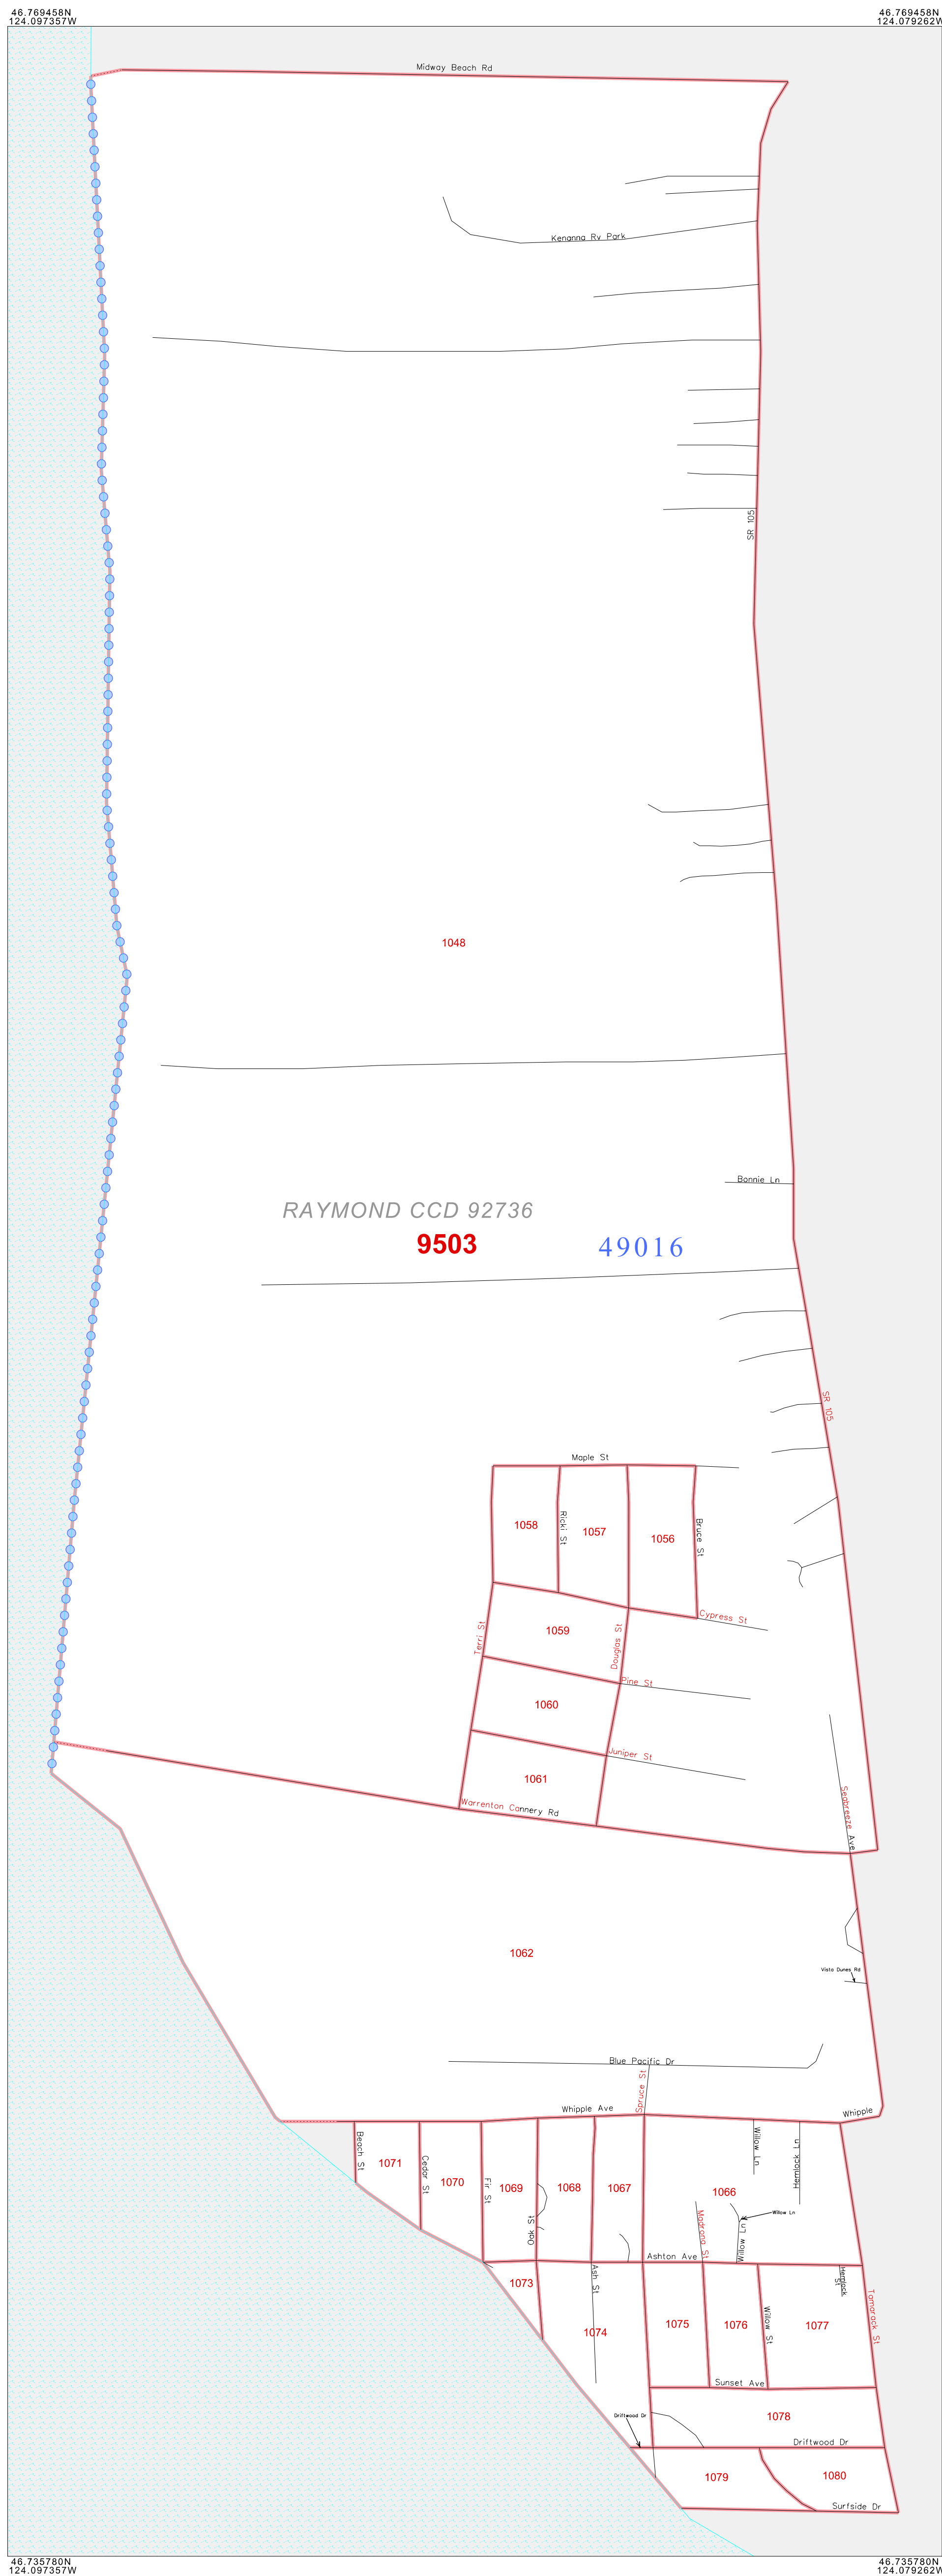 46.769458N
124.097357W
46.769458N
124.079262W
Midway Beach Rd
Kenanna Rv Park
SR 105
1048
Bonnie Ln
RAYMOND CCD 92736
9503
49016
SR 105
Maple St
1058
Ricki St
1057
1056
Bruce St
Cypress St
Terri St
1059
Douglas St
Pine St
1060
Juniper St
1061
Warrenton Cannery Rd
Seabreeze Ave
1062
Vista Dunes Rd
Blue Pacific Dr
Spruce St
Whipple Ave
Whipple
Beach St
1071
Cedar St
1070
Fir St
1069
Oak St
1068
1067
1066
Willow Ln
Hemlock Ln
Willow Ln
Madrona St
Willow Ln
Ashton Ave
1073
Ash St
1074
1075
1076
Willow St
1077
Hemlock St
Tamarack St
Sunset Ave
1078
Driftwood Dr
Driftwood Dr
1079
1080
Surfside Dr
46.735780N
124.097357W
46.735780N
124.079262W